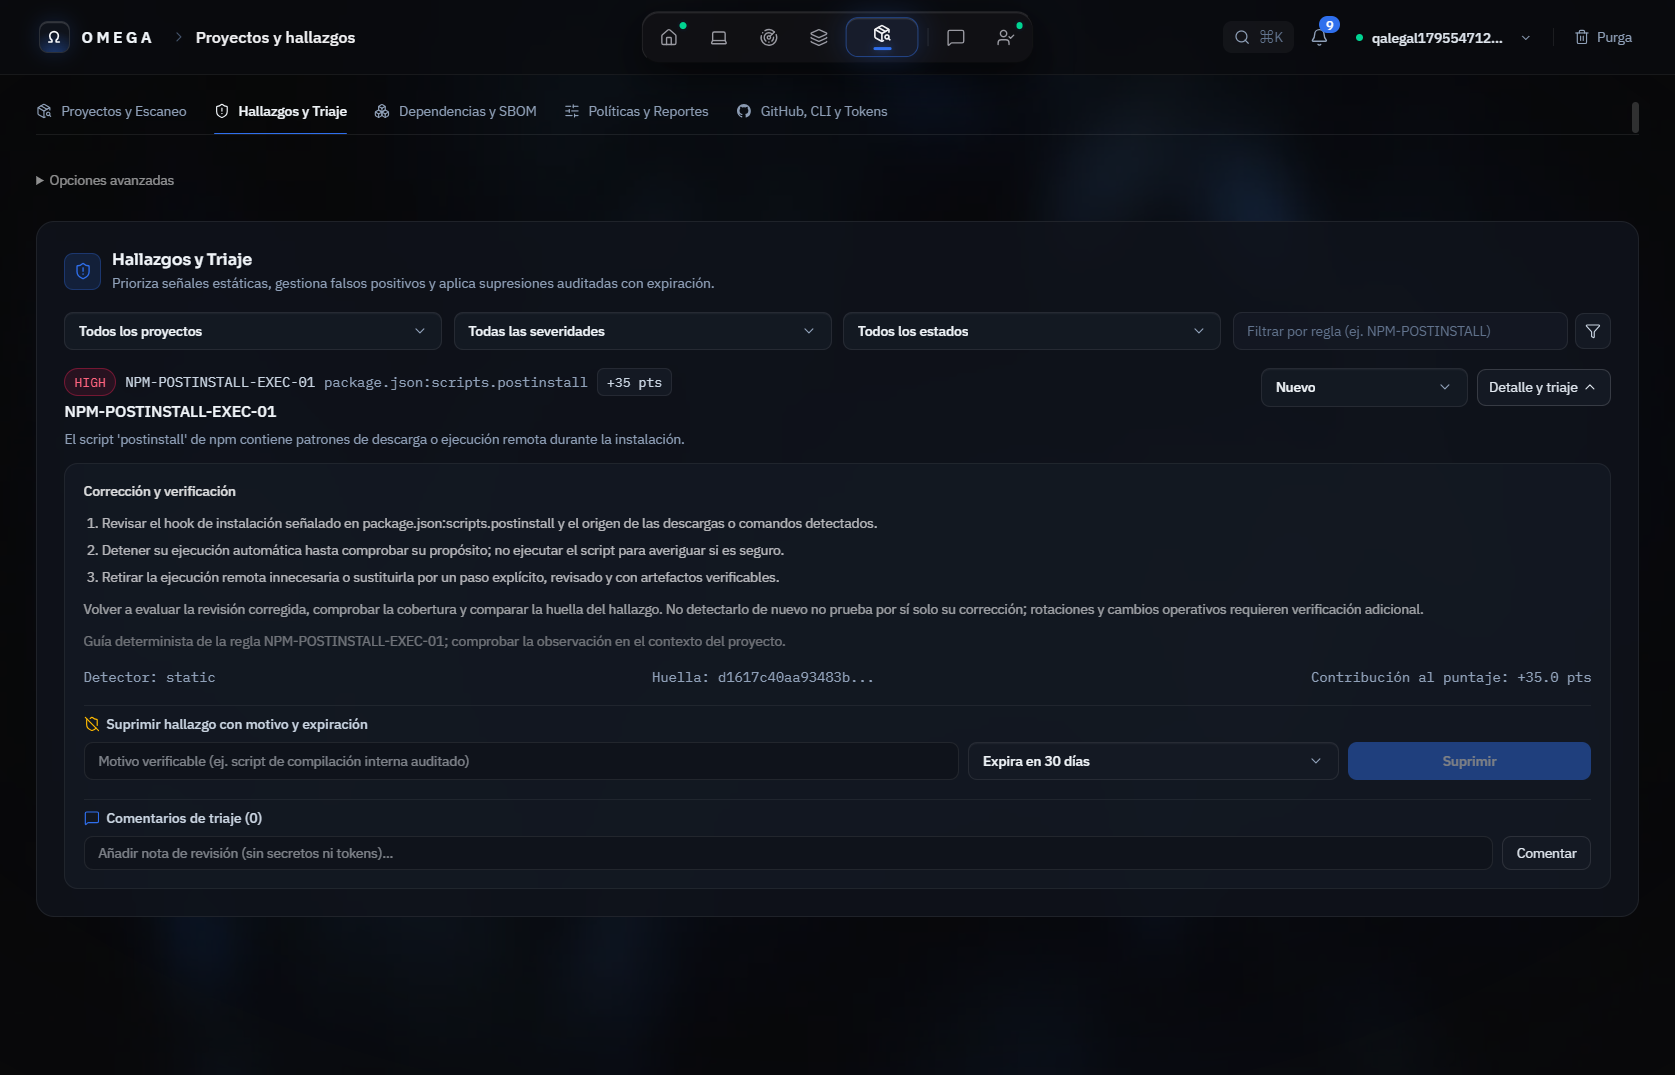 Ω OMEGA > Proyectos y hallazgos
⌘K
9
qalegal179554712...
Purga
Proyectos y Escaneo
Hallazgos y Triaje
Dependencias y SBOM
Políticas y Reportes
GitHub, CLI y Tokens
Opciones avanzadas
Hallazgos y Triaje
Prioriza señales estáticas, gestiona falsos positivos y aplica supresiones auditadas con expiración.
Todos los proyectos
Todas las severidades
Todos los estados
Filtrar por regla (ej. NPM-POSTINSTALL)
HIGH NPM-POSTINSTALL-EXEC-01 package.json:scripts.postinstall +35 pts
Nuevo
Detalle y triaje
NPM-POSTINSTALL-EXEC-01
El script 'postinstall' de npm contiene patrones de descarga o ejecución remota durante la instalación.
Corrección y verificación
1. Revisar el hook de instalación señalado en package.json:scripts.postinstall y el origen de las descargas o comandos detectados.
2. Detener su ejecución automática hasta comprobar su propósito; no ejecutar el script para averiguar si es seguro.
3. Retirar la ejecución remota innecesaria o sustituirla por un paso explícito, revisado y con artefactos verificables.
Volver a evaluar la revisión corregida, comprobar la cobertura y comparar la huella del hallazgo. No detectarlo de nuevo no prueba por sí solo su corrección; rotaciones y cambios operativos requieren verificación adicional.
Guía determinista de la regla NPM-POSTINSTALL-EXEC-01; comprobar la observación en el contexto del proyecto.
Detector: static
Huella: d1617c40aa93483b...
Contribución al puntaje: +35.0 pts
Suprimir hallazgo con motivo y expiración
Motivo verificable (ej. script de compilación interna auditado)
Expira en 30 días
Suprimir
Comentarios de triaje (0)
Añadir nota de revisión (sin secretos ni tokens)...
Comentar